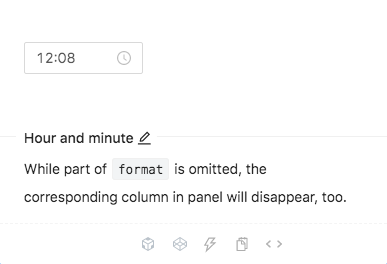 12:08
Hour and minute
While part of format is omitted, the
corresponding column in panel will disappear, too.